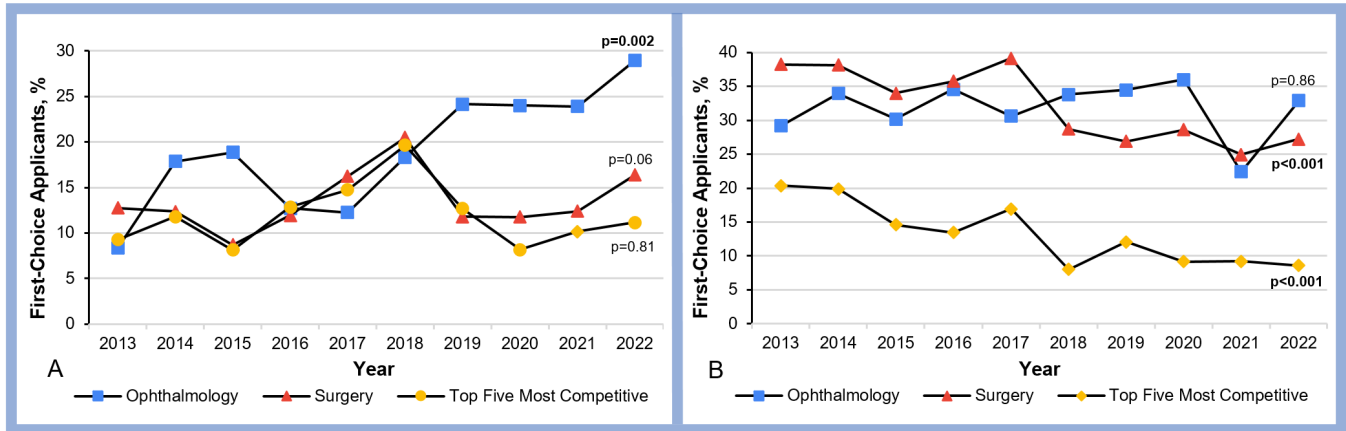 30
25
20
15
10
5
0
First-Choice Applicants, %
p=0.002
p=0.06
p=0.81
2013 2014 2015 2016 2017 2018 2019 2020 2021 2022
A
Year
Ophthalmology Surgery Top Five Most Competitive
40
35
30
25
20
15
10
5
0
First-Choice Applicants, %
p=0.86
p<0.001
p<0.001
2013 2014 2015 2016 2017 2018 2019 2020 2021 2022
B
Year
Ophthalmology Surgery Top Five Most Competitive